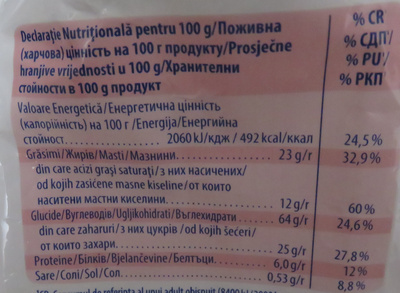 Declarație Nutrițională pentru 100 g/Поживна
(харчова) цінність на 100 г продукту/Prosječne
hranjive vrijednosti u 100 g/Хранителни
стойности в 100 g продукт
% CR
% СДП/
% PU/
% РКП
Valoare Energetică/Енергетична цінність
(калорійність) на 100 г /Energija/Енергийна
стойност 2060 kJ/кДж / 492 kcal/ккал 24,5 %
Grăsimi/Жирів/Masti/Мазнини 23 g/г 32,9 %
din care acizi grași saturați/з них насичених/
od kojih zasićene masne kiseline/от които
наситени мастни киселини 12 g/г 60 %
Glucide/Вуглеводів/Ugljikohidrati/Въглехидрати 64 g/г 24,6 %
din care zaharuri/з них цукрів /od kojih šećeri/
от които захари 25 g/г 27,8 %
Proteine/Білків/Bjelančevine/Белтъци 6,0 g/г 12 %
Sare/Сoni/Sol/Сол 0,53 g/г 8,8 %